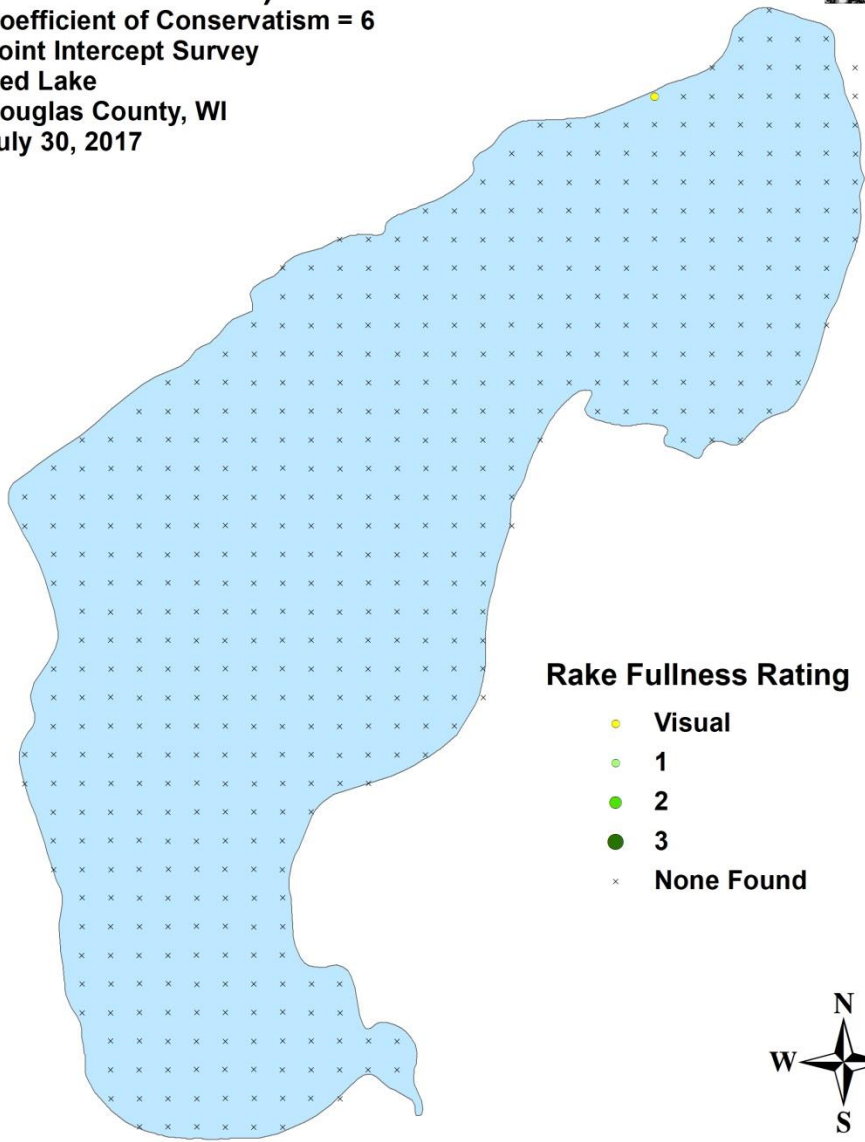 oefficient of Conservatism = 6
oint Intercept Survey
ed Lake
ouglas County, WI
uly 30, 2017
Rake Fullness Rating
Visual
1
2
3
None Found
N
W
S